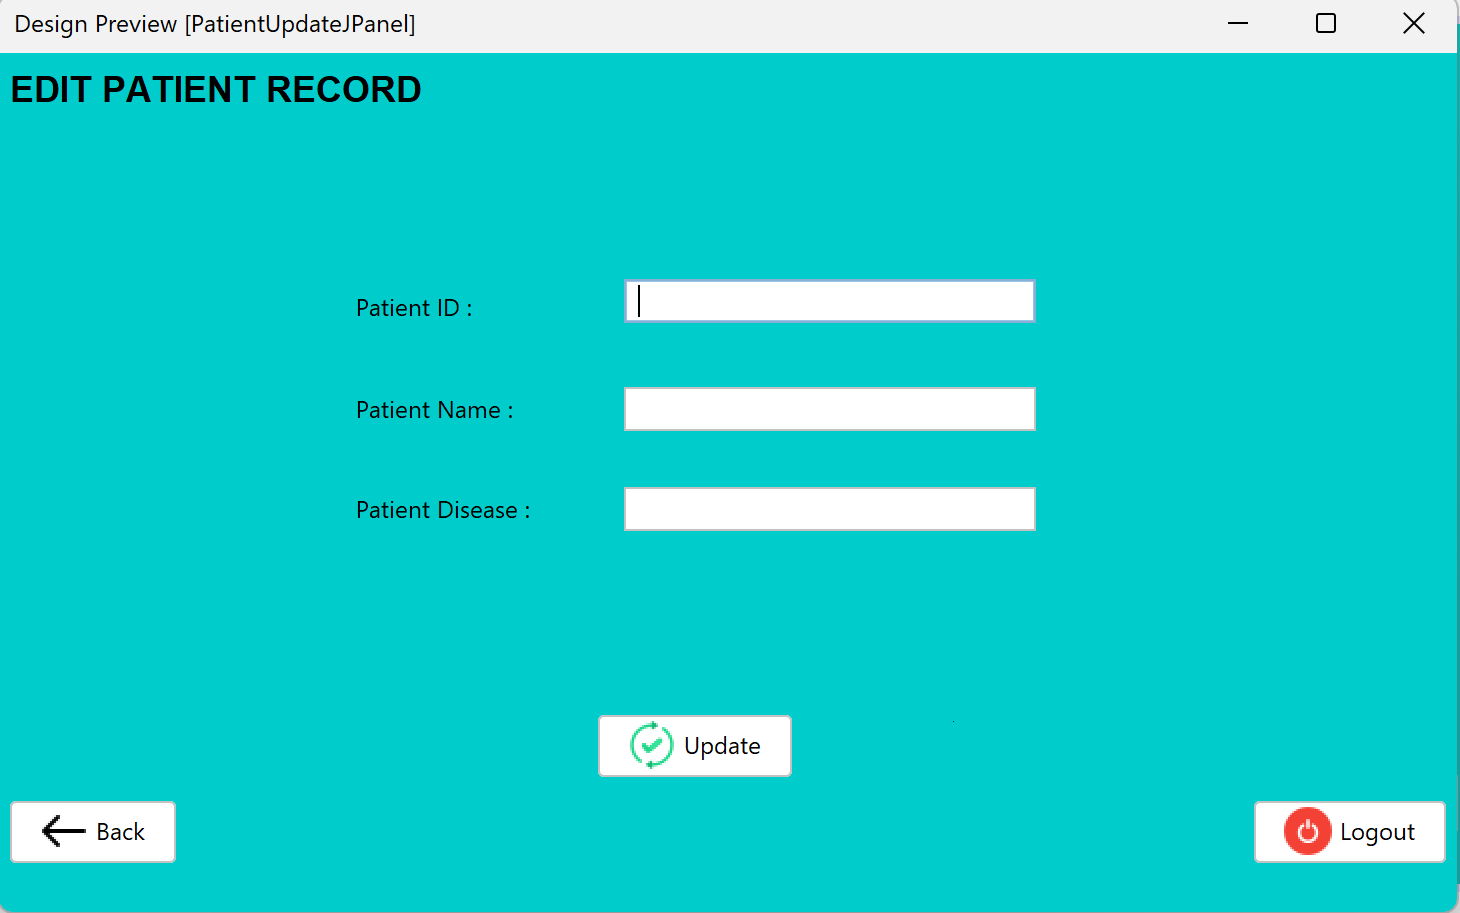 Design Preview [PatientUpdateJPanel]
EDIT PATIENT RECORD
Patient ID :
Patient Name :
Patient Disease :
Update
Back
Logout